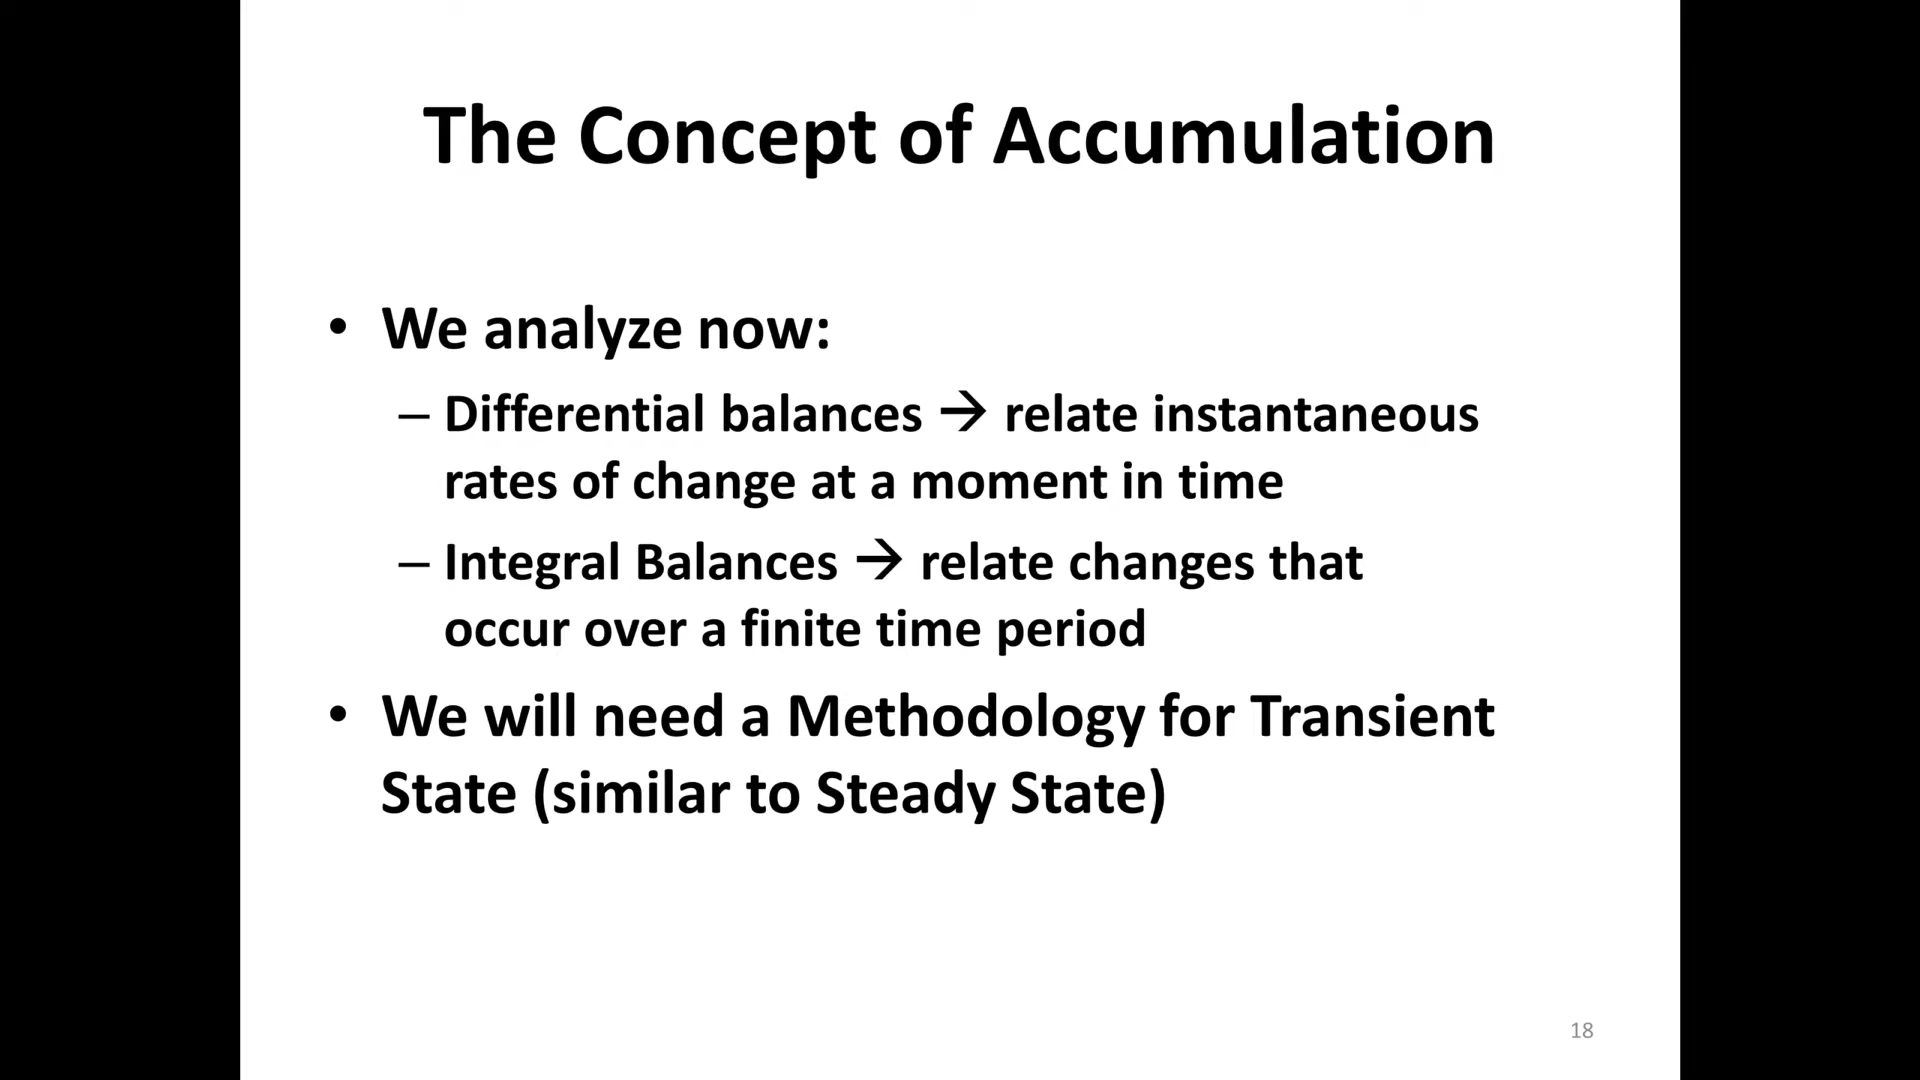 The Concept of Accumulation
• We analyze now:
– Differential balances → relate instantaneous
rates of change at a moment in time
– Integral Balances → relate changes that
occur over a finite time period
• We will need a Methodology for Transient
State (similar to Steady State)
18